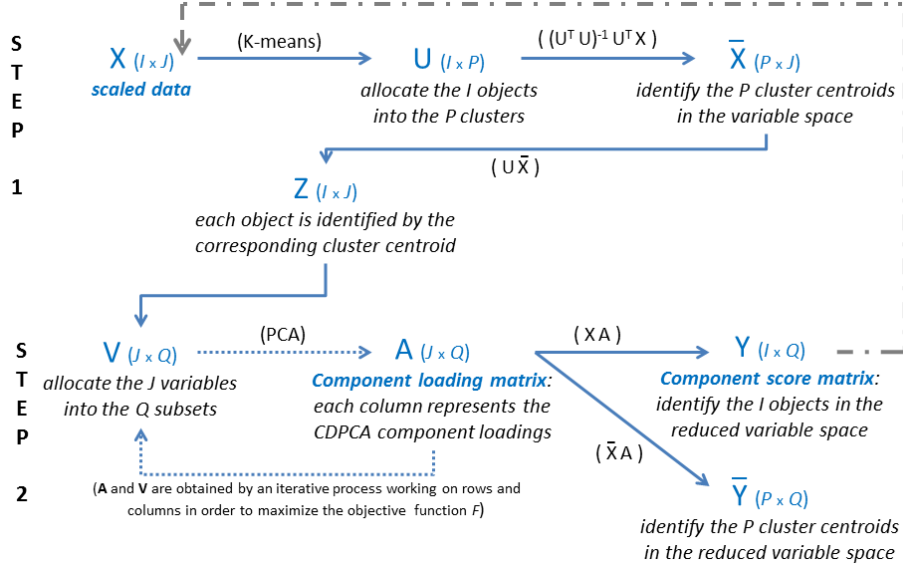 STEP 1
X (I x J)
scaled data
(K-means)
U (I x P)
allocate the I objects
into the P clusters
( (Uᵀ U)⁻¹ Uᵀ X )
X̄ (P x J)
identify the P cluster centroids
in the variable space
( U X̄ )
Z (I x J)
each object is identified by the
corresponding cluster centroid
STEP 2
V (J x Q)
allocate the J variables
into the Q subsets
(PCA)
A (J x Q)
Component loading matrix:
each column represents the
CDPCA component loadings
( X A )
Y (I x Q)
Component score matrix:
identify the I objects in the
reduced variable space
( X̄ A )
Ȳ (P x Q)
identify the P cluster centroids
in the reduced variable space
(A and V are obtained by an iterative process working on rows and
columns in order to maximize the objective function F)